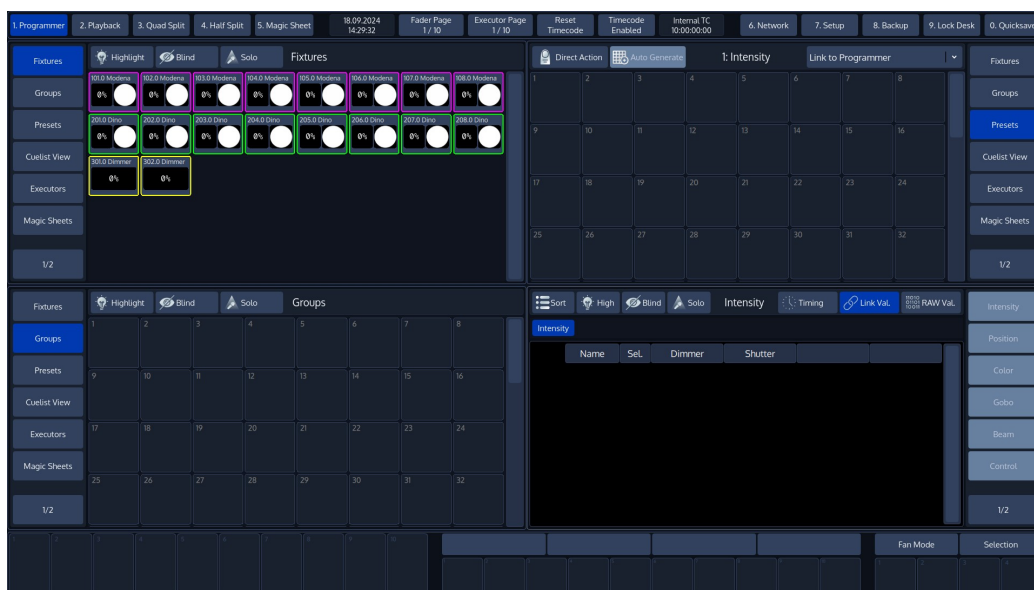 1. Programmer 2. Playback 3. Quad Split 4. Half Split 5. Magic Sheet 18.09.2024 Fader Page Executor Page Reset Timecode Internal TC 6. Network 7. Setup 8. Backup 9. Lock Desk 0. Quicksave
14:29:32 1 / 10 1 / 10 Timecode Enabled 10:00:00:00
Fixtures Highlight Blind Solo Fixtures Direct Action Auto Generate 1: Intensity Link to Programmer Fixtures
101.0 Modena 102.0 Modena 103.0 Modena 104.0 Modena 105.0 Modena 106.0 Modena 107.0 Modena 108.0 Modena 1 2 3 4 5 6 7 8
Groups 0% 0% 0% 0% 0% 0% 0% 0% Groups
201.0 Dino 202.0 Dino 203.0 Dino 204.0 Dino 205.0 Dino 206.0 Dino 207.0 Dino 208.0 Dino
Presets 0% 0% 0% 0% 0% 0% 0% 0% 9 10 11 12 13 14 15 16 Presets
Cuelist View 301.0 Dimmer 302.0 Dimmer Cuelist View
0% 0%
Executors 17 18 19 20 21 22 23 24 Executors
Magic Sheets Magic Sheets
25 26 27 28 29 30 31 32
1/2 1/2
Fixtures Highlight Blind Solo Groups Sort High Blind Solo Intensity Timing Link Val. RAW Val. Intensity
1 2 3 4 5 6 7 8 Intensity
Groups Position
Name Sel. Dimmer Shutter
Presets 9 10 11 12 13 14 15 16 Color
Cuelist View Gobo
Executors 17 18 19 20 21 22 23 24 Beam
Magic Sheets Control
25 26 27 28 29 30 31 32
1/2 1/2
Fan Mode Selection